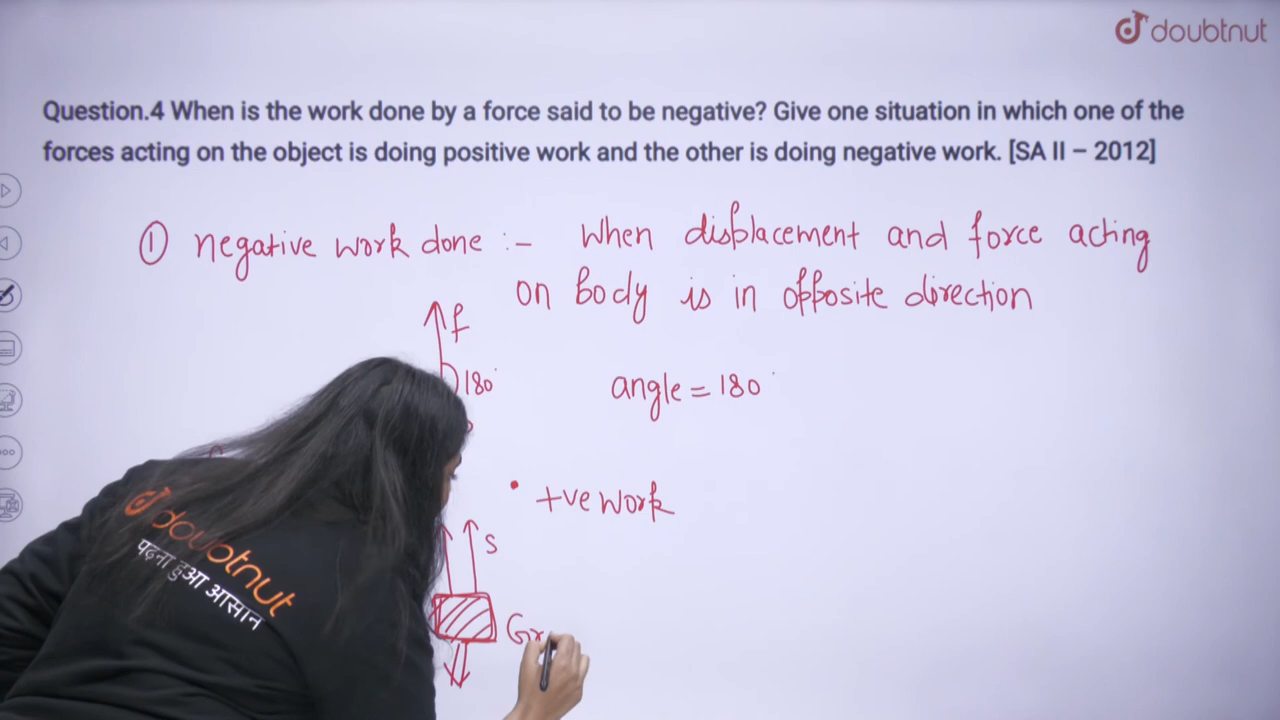 doubtnut
Question.4 When is the work done by a force said to be negative? Give one situation in which one of the
forces acting on the object is doing positive work and the other is doing negative work. [SA II – 2012]
① negative work done :- When displacement and force acting
on body is in opposite direction
f
180°
angle = 180°
+ve work
S
Gr
doubtnut
पढ़ना हुआ आसान